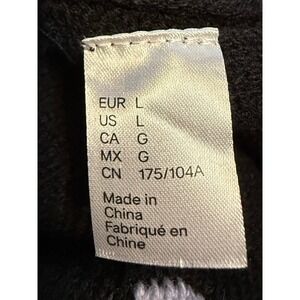 EUR L
US L
CA G
MX G
CN 175/104A
Made in
China
Fabriqué en
Chine